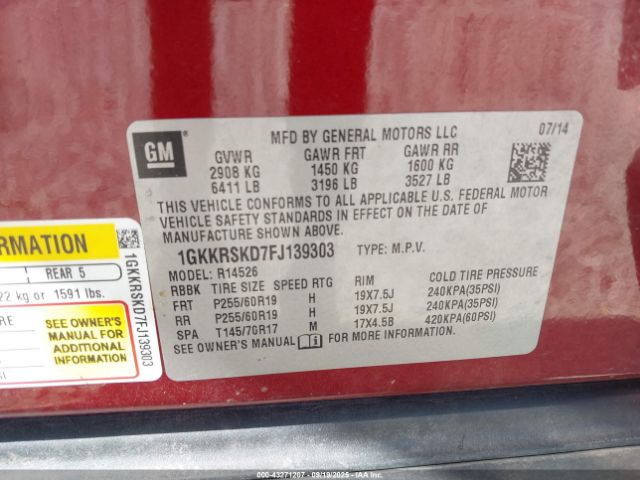 GM
MFD BY GENERAL MOTORS LLC
07/14
GVWR GAWR FRT GAWR RR
2908 KG 1450 KG 1600 KG
6411 LB 3196 LB 3527 LB
THIS VEHICLE CONFORMS TO ALL APPLICABLE U.S. FEDERAL MOTOR
VEHICLE SAFETY STANDARDS IN EFFECT ON THE DATE OF
MANUFACTURE SHOWN ABOVE.
1GKKRSKD7FJ139303 TYPE: M.P.V.
MODEL: R14526
RBBK TIRE SIZE SPEED RTG RIM COLD TIRE PRESSURE
FRT P255/60R19 H 19X7.5J 240KPA(35PSI)
RR P255/60R19 H 19X7.5J 240KPA(35PSI)
SPA T145/70R17 M 17X4.5B 420KPA(60PSI)
SEE OWNER'S MANUAL FOR MORE INFORMATION.
ORMATION
REAR 5
22 kg or 1591 lbs.
RE
SEE OWNER'S
MANUAL FOR
ADDITIONAL
INFORMATION
1GKKRSKD7FJ139303
© 000-43271207 - 09/19/2025 - IAAI.COM